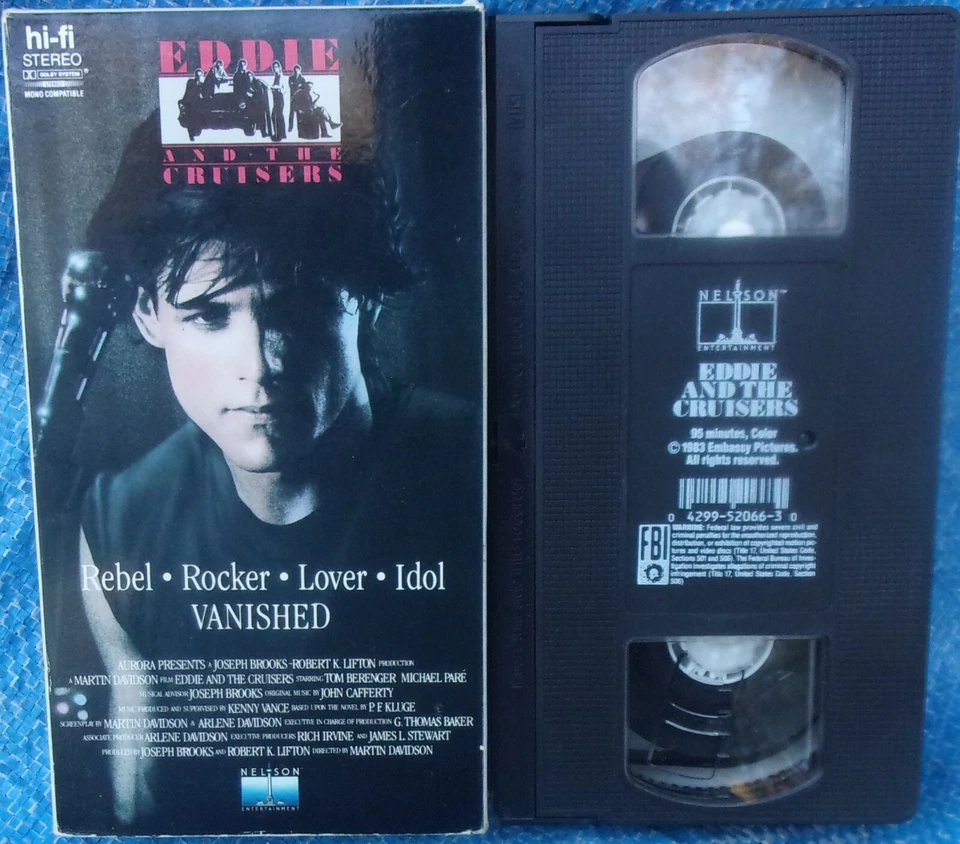 hi-fi
STEREO
DOLBY SYSTEM®
STEREO
MONO COMPATIBLE
EDDIE
AND·THE
CRUISERS
Rebel • Rocker • Lover • Idol
VANISHED
AURORA PRESENTS A JOSEPH BROOKS-ROBERT K. LIFTON PRODUCTION
A MARTIN DAVIDSON FILM EDDIE AND THE CRUISERS STARRING TOM BERENGER MICHAEL PARÉ
MUSICAL ADVISOR JOSEPH BROOKS ORIGINAL MUSIC BY JOHN CAFFERTY
MUSIC PRODUCED AND SUPERVISED BY KENNY VANCE BASED UPON THE NOVEL BY P. F. KLUGE
SCREENPLAY BY MARTIN DAVIDSON & ARLENE DAVIDSON EXECUTIVE IN CHARGE OF PRODUCTION G. THOMAS BAKER
ASSOCIATE PRODUCER ARLENE DAVIDSON EXECUTIVE PRODUCERS RICH IRVINE AND JAMES L. STEWART
PRODUCED BY JOSEPH BROOKS AND ROBERT K. LIFTON DIRECTED BY MARTIN DAVIDSON
NELSON
ENTERTAINMENT
NELSON™
ENTERTAINMENT
EDDIE
AND THE
CRUISERS
95 minutes, Color
© 1983 Embassy Pictures.
All rights reserved.
0 4299-52066-3 0
FBI
WARNING: Federal law provides severe civil and
criminal penalties for the unauthorized reproduction,
distribution, or exhibition of copyrighted motion pic-
tures and video discs (Title 17, United States Code,
Sections 501 and 506). The Federal Bureau of Inves-
tigation investigates allegations of criminal copyright
infringement (Title 17, United States Code, Section
506)